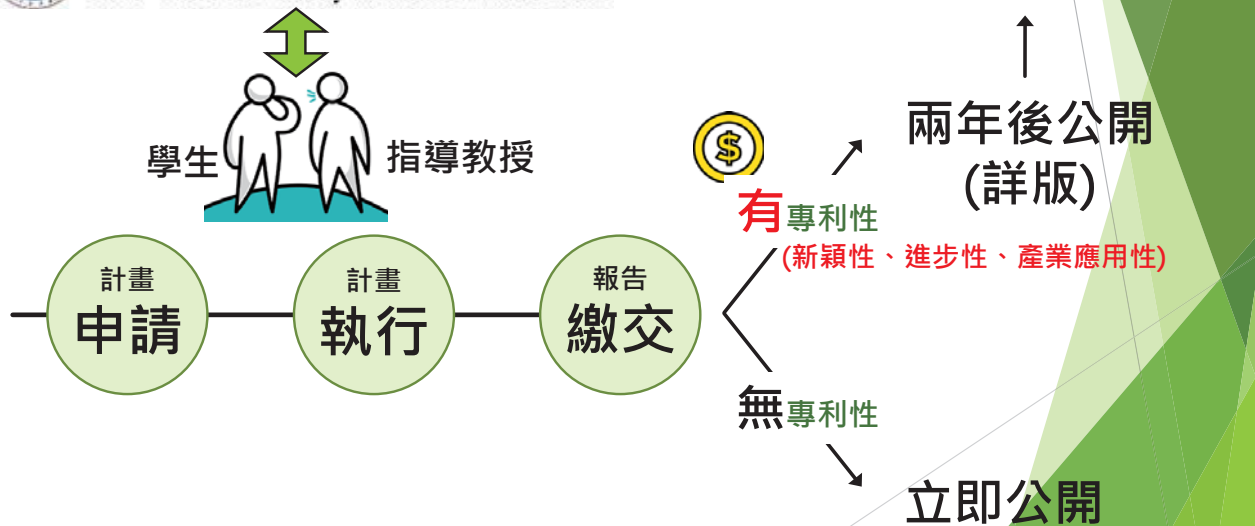 學生
指導教授
計畫
申請
計畫
執行
報告
繳交
$
有專利性
(新穎性、進步性、產業應用性)
兩年後公開
(詳版)
無專利性
立即公開